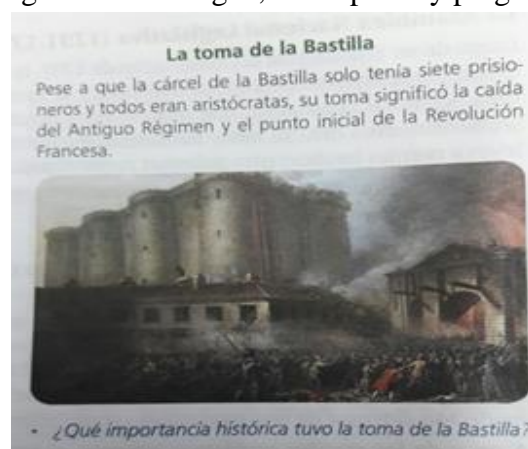 La toma de la Bastilla
Pese a que la cárcel de la Bastilla solo tenía siete prisio-
neros y todos eran aristócratas, su toma significó la caída
del Antiguo Régimen y el punto inicial de la Revolución
Francesa.
• ¿Qué importancia histórica tuvo la toma de la Bastilla?